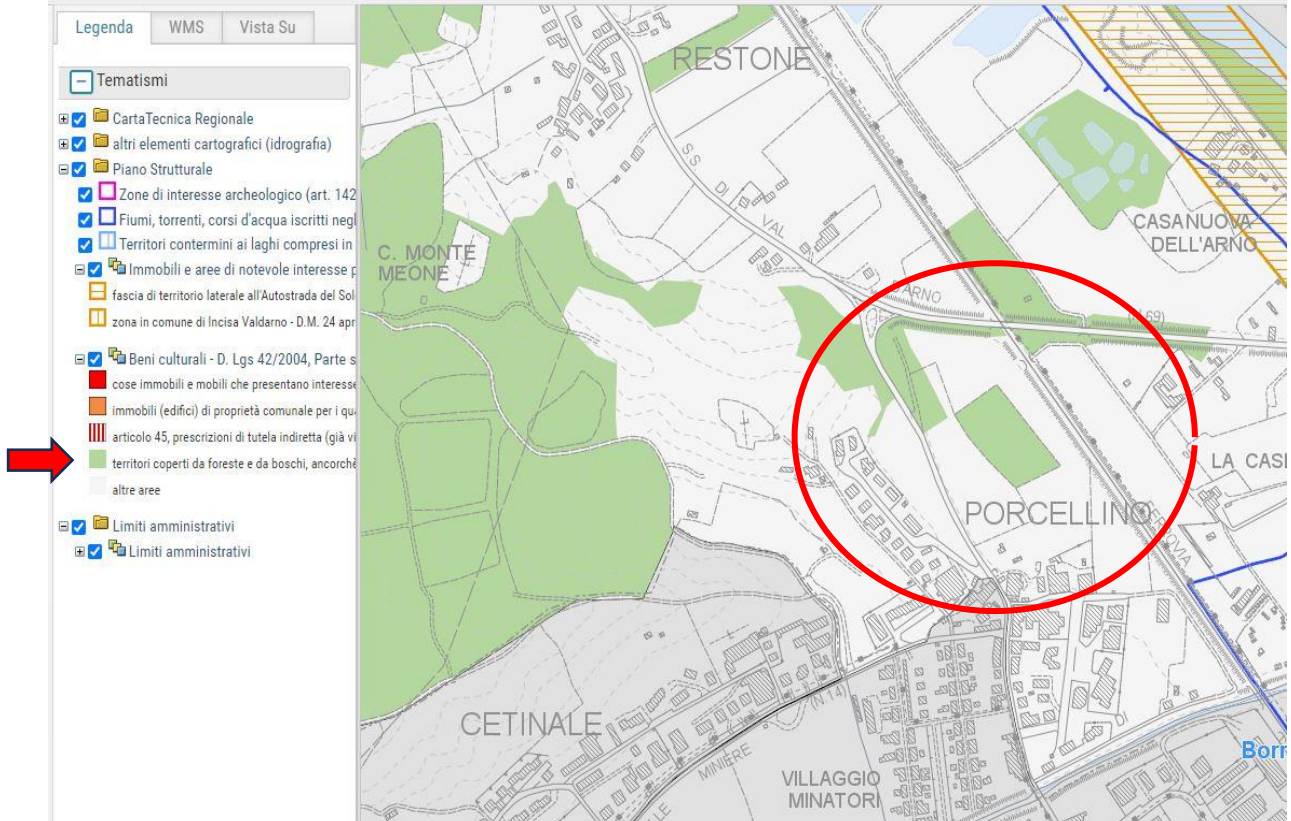 Legenda
WMS
Vista Su
Tematismi
CartaTecnica Regionale
altri elementi cartografici (idrografia)
Piano Strutturale
Zone di interesse archeologico (art. 142
Fiumi, torrenti, corsi d'acqua iscritti negl
Territori contermini ai laghi compresi in
Immobili e aree di notevole interesse p
fascia di territorio laterale all'Autostrada del Sol
zona in comune di Incisa Valdarno - D.M. 24 apr
Beni culturali - D. Lgs 42/2004, Parte s
cose immobili e mobili che presentano interesse
immobili (edifici) di proprietà comunale per i qu
articolo 45, prescrizioni di tutela indiretta (già vi
territori coperti da foreste e da boschi, ancorchè
altre aree
Limiti amministrativi
Limiti amministrativi
RESTONE
S.S.
DI
VAL
D'ARNO
69)
CASANUOVA
DELL'ARNO
C. MONTE
MEONE
LA CASI
PORCELLINO
CETINALE
MINIERE
(N.14)
VILLAGGIO
MINATORI
Borr